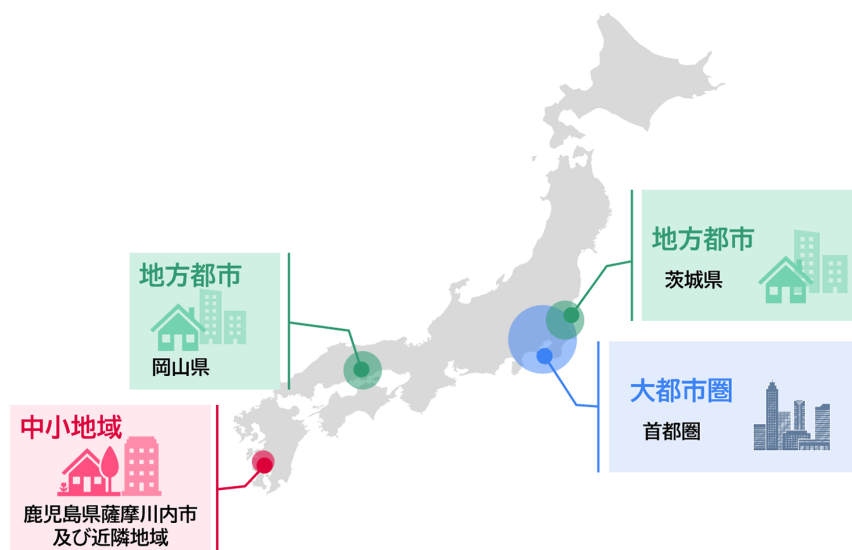 地方都市
茨城県
地方都市
岡山県
大都市圏
首都圏
中小地域
鹿児島県薩摩川内市
及び近隣地域